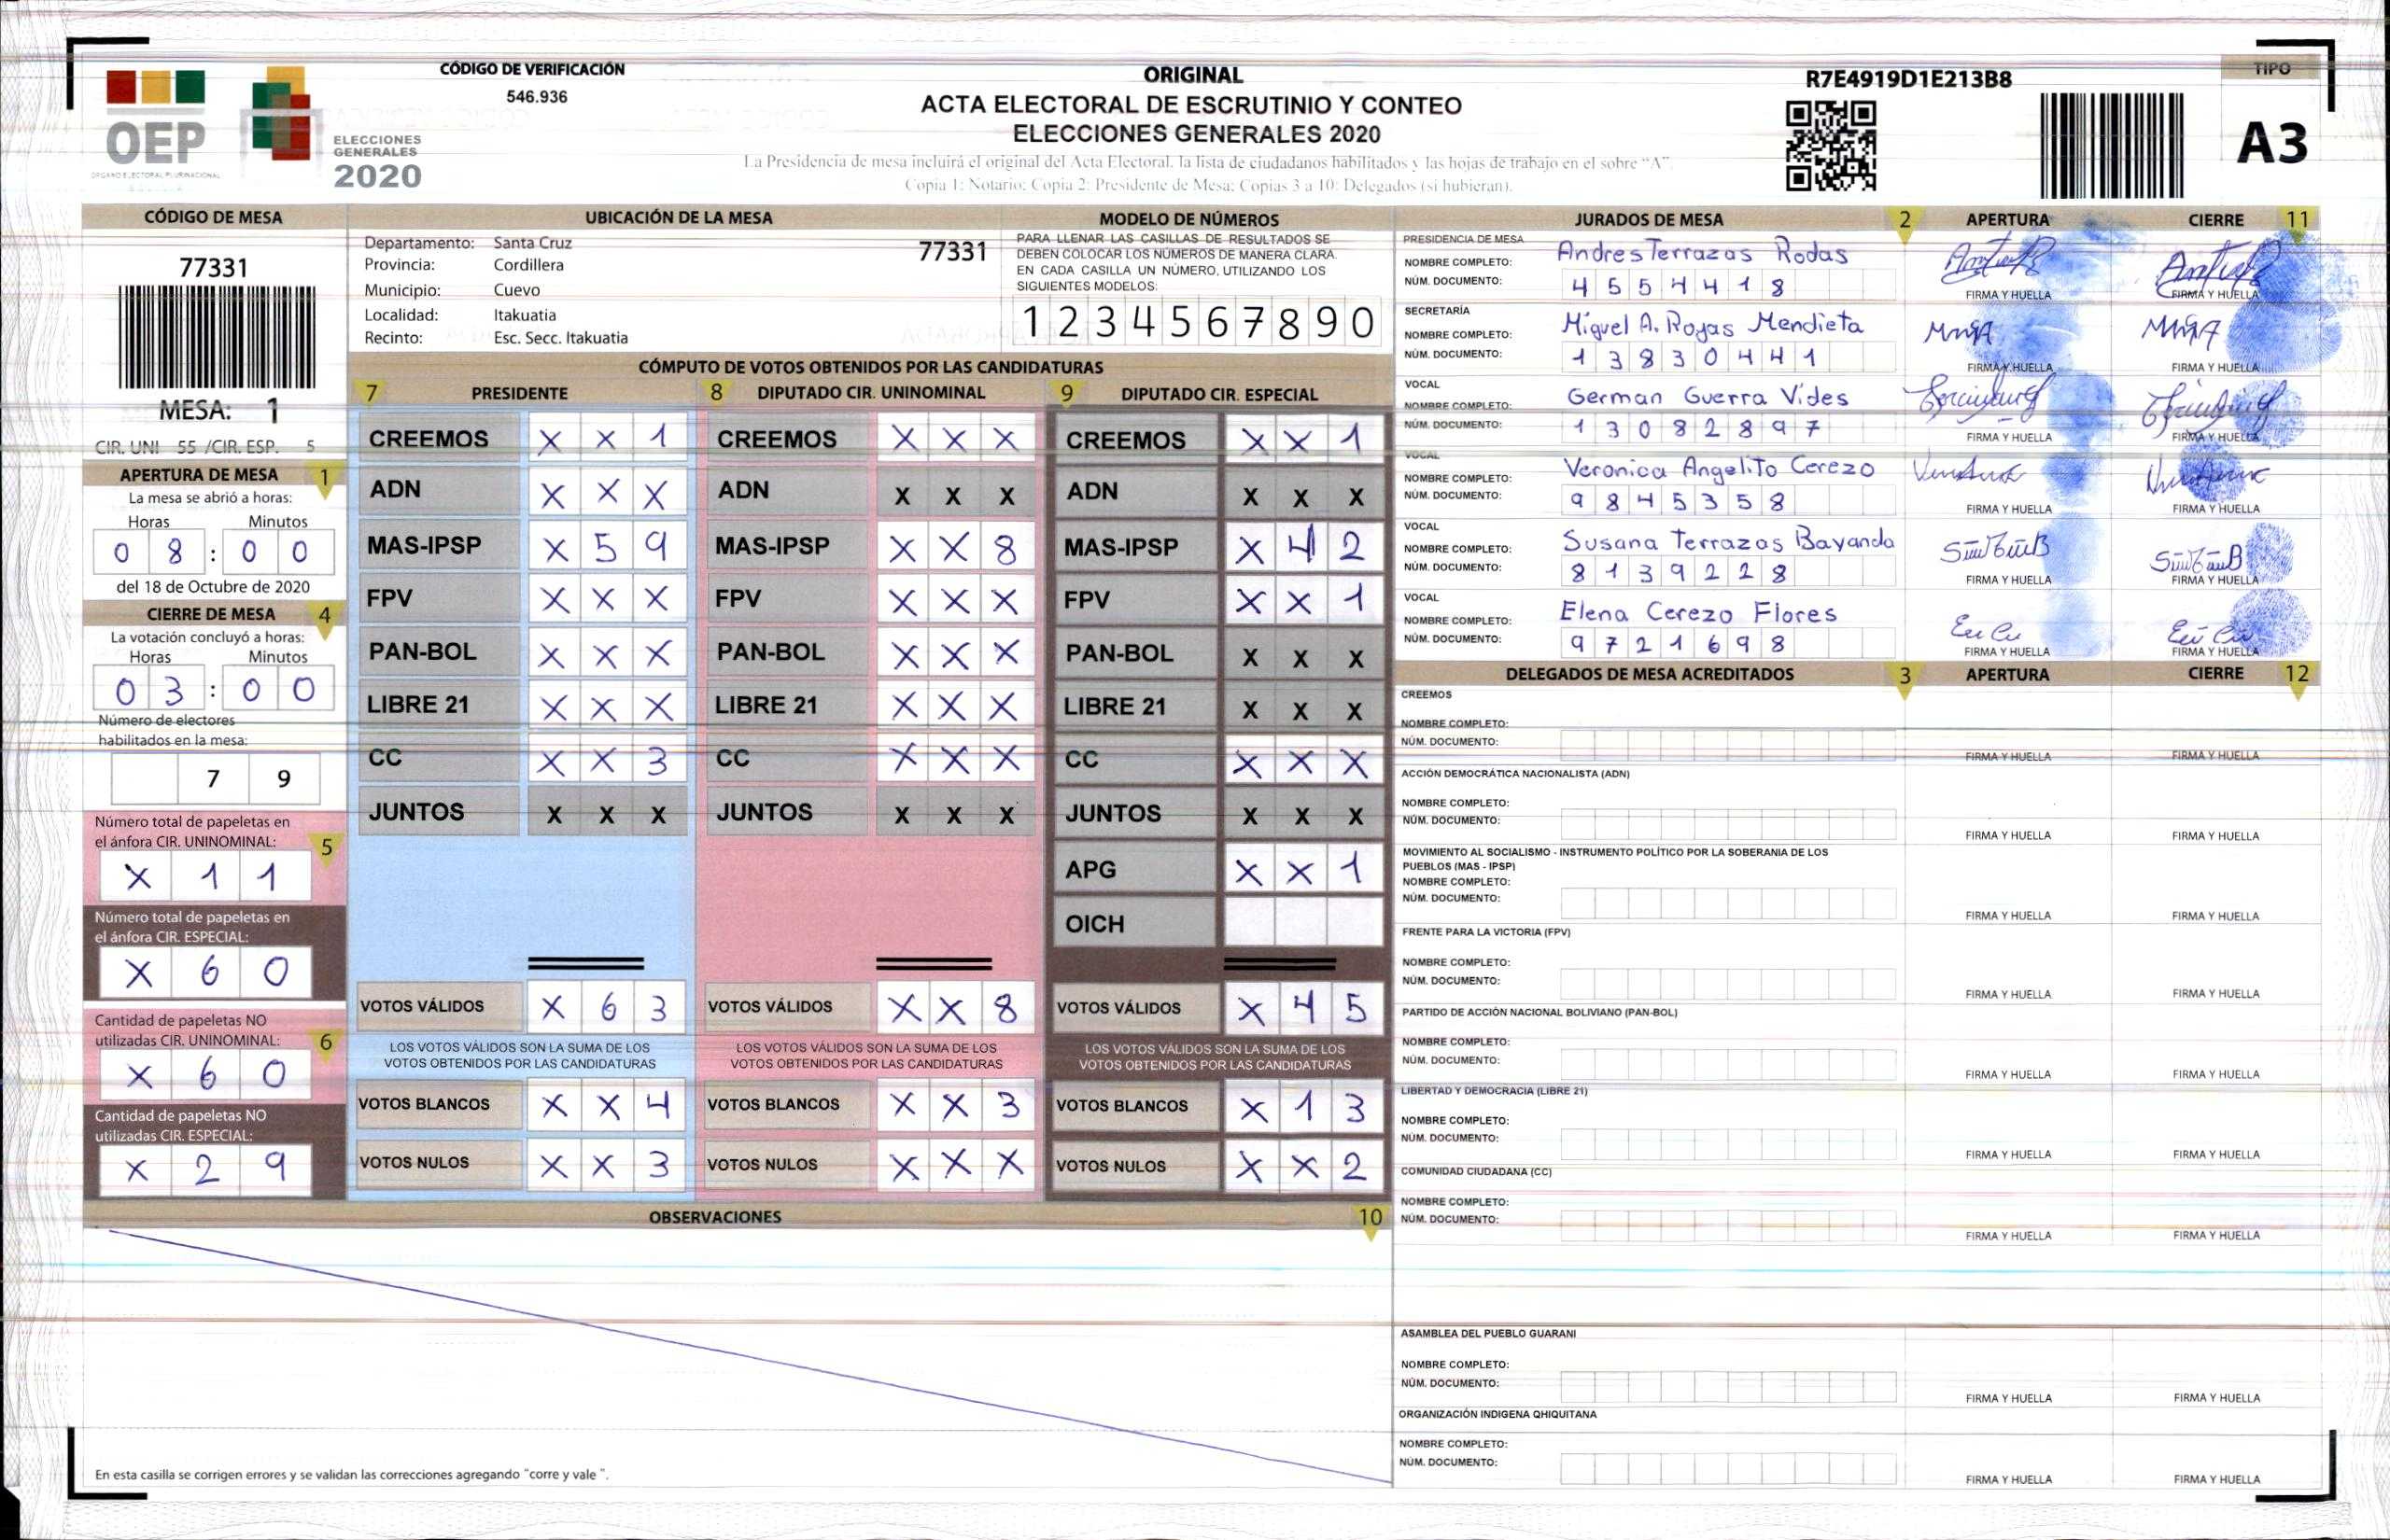 CÓDIGO DE VERIFICACIÓN
546.936
OEP
ÓRGANO ELECTORAL PLURINACIONAL
ELECCIONES
GENERALES
2020
ORIGINAL
ACTA ELECTORAL DE ESCRUTINIO Y CONTEO
ELECCIONES GENERALES 2020
La Presidencia de mesa incluirá el original del Acta Electoral, la lista de ciudadanos habilitados y las hojas de trabajo en el sobre "A".
Copia 1: Notario; Copia 2: Presidente de Mesa; Copias 3 a 10: Delegados (si hubieran).
R7E4919D1E213B8
TIPO
A3
CÓDIGO DE MESA
77331
MESA: 1
CIR. UNI 55 /CIR. ESP. 5
APERTURA DE MESA 1
La mesa se abrió a horas:
Horas Minutos
0 8 : 0 0
del 18 de Octubre de 2020
CIERRE DE MESA 4
La votación concluyó a horas:
Horas Minutos
0 3 : 0 0
Número de electores
habilitados en la mesa:
7 9
Número total de papeletas en
el ánfora CIR. UNINOMINAL: 5
X 1 1
Número total de papeletas en
el ánfora CIR. ESPECIAL:
X 6 0
Cantidad de papeletas NO
utilizadas CIR. UNINOMINAL: 6
X 6 0
Cantidad de papeletas NO
utilizadas CIR. ESPECIAL:
X 2 9
UBICACIÓN DE LA MESA
Departamento: Santa Cruz 77331
Provincia: Cordillera
Municipio: Cuevo
Localidad: Itakuatia
Recinto: Esc. Secc. Itakuatia
MODELO DE NÚMEROS
PARA LLENAR LAS CASILLAS DE RESULTADOS SE
DEBEN COLOCAR LOS NÚMEROS DE MANERA CLARA.
EN CADA CASILLA UN NÚMERO, UTILIZANDO LOS
SIGUIENTES MODELOS:
1 2 3 4 5 6 7 8 9 0
CÓMPUTO DE VOTOS OBTENIDOS POR LAS CANDIDATURAS
7 PRESIDENTE
CREEMOS X X 1
ADN X X X
MAS-IPSP X 5 9
FPV X X X
PAN-BOL X X X
LIBRE 21 X X X
CC X X 3
JUNTOS X X X
VOTOS VÁLIDOS X 6 3
LOS VOTOS VÁLIDOS SON LA SUMA DE LOS
VOTOS OBTENIDOS POR LAS CANDIDATURAS
VOTOS BLANCOS X X 4
VOTOS NULOS X X 3
8 DIPUTADO CIR. UNINOMINAL
CREEMOS X X X
ADN X X X
MAS-IPSP X X 8
FPV X X X
PAN-BOL X X X
LIBRE 21 X X X
CC X X X
JUNTOS X X X
VOTOS VÁLIDOS X X 8
LOS VOTOS VÁLIDOS SON LA SUMA DE LOS
VOTOS OBTENIDOS POR LAS CANDIDATURAS
VOTOS BLANCOS X X 3
VOTOS NULOS X X X
9 DIPUTADO CIR. ESPECIAL
CREEMOS X X 1
ADN X X X
MAS-IPSP X 4 2
FPV X X 1
PAN-BOL X X X
LIBRE 21 X X X
CC X X X
JUNTOS X X X
APG X X 1
OICH
VOTOS VÁLIDOS X 4 5
LOS VOTOS VÁLIDOS SON LA SUMA DE LOS
VOTOS OBTENIDOS POR LAS CANDIDATURAS
VOTOS BLANCOS X 1 3
VOTOS NULOS X X 2
OBSERVACIONES 10
En esta casilla se corrigen errores y se validan las correcciones agregando "corre y vale ".
JURADOS DE MESA 2 APERTURA CIERRE 11
PRESIDENCIA DE MESA
NOMBRE COMPLETO: Andres Terrazas Rodas
NÚM. DOCUMENTO: 4 5 5 4 4 1 8
FIRMA Y HUELLA FIRMA Y HUELLA
SECRETARÍA
NOMBRE COMPLETO: Miguel A. Rojas Mendieta
NÚM. DOCUMENTO: 1 3 8 3 0 4 4 1
FIRMA Y HUELLA FIRMA Y HUELLA
VOCAL
NOMBRE COMPLETO: German Guerra Vides
NÚM. DOCUMENTO: 1 3 0 8 2 8 9 7
FIRMA Y HUELLA FIRMA Y HUELLA
VOCAL
NOMBRE COMPLETO: Veronica Angelito Cerezo
NÚM. DOCUMENTO: 9 8 4 5 3 5 8
FIRMA Y HUELLA FIRMA Y HUELLA
VOCAL
NOMBRE COMPLETO: Susana Terrazas Bayanda
NÚM. DOCUMENTO: 8 1 3 9 2 2 8
FIRMA Y HUELLA FIRMA Y HUELLA
VOCAL
NOMBRE COMPLETO: Elena Cerezo Flores
NÚM. DOCUMENTO: 9 7 2 1 6 9 8
FIRMA Y HUELLA FIRMA Y HUELLA
DELEGADOS DE MESA ACREDITADOS 3 APERTURA CIERRE 12
CREEMOS
NOMBRE COMPLETO:
NÚM. DOCUMENTO:
FIRMA Y HUELLA FIRMA Y HUELLA
ACCIÓN DEMOCRÁTICA NACIONALISTA (ADN)
NOMBRE COMPLETO:
NÚM. DOCUMENTO:
FIRMA Y HUELLA FIRMA Y HUELLA
MOVIMIENTO AL SOCIALISMO - INSTRUMENTO POLÍTICO POR LA SOBERANIA DE LOS
PUEBLOS (MAS - IPSP)
NOMBRE COMPLETO:
NÚM. DOCUMENTO:
FIRMA Y HUELLA FIRMA Y HUELLA
FRENTE PARA LA VICTORIA (FPV)
NOMBRE COMPLETO:
NÚM. DOCUMENTO:
FIRMA Y HUELLA FIRMA Y HUELLA
PARTIDO DE ACCIÓN NACIONAL BOLIVIANO (PAN-BOL)
NOMBRE COMPLETO:
NÚM. DOCUMENTO:
FIRMA Y HUELLA FIRMA Y HUELLA
LIBERTAD Y DEMOCRACIA (LIBRE 21)
NOMBRE COMPLETO:
NÚM. DOCUMENTO:
FIRMA Y HUELLA FIRMA Y HUELLA
COMUNIDAD CIUDADANA (CC)
NOMBRE COMPLETO:
NÚM. DOCUMENTO:
FIRMA Y HUELLA FIRMA Y HUELLA
ASAMBLEA DEL PUEBLO GUARANI
NOMBRE COMPLETO:
NÚM. DOCUMENTO:
FIRMA Y HUELLA FIRMA Y HUELLA
ORGANIZACIÓN INDIGENA QHIQUITANA
NOMBRE COMPLETO:
NÚM. DOCUMENTO:
FIRMA Y HUELLA FIRMA Y HUELLA